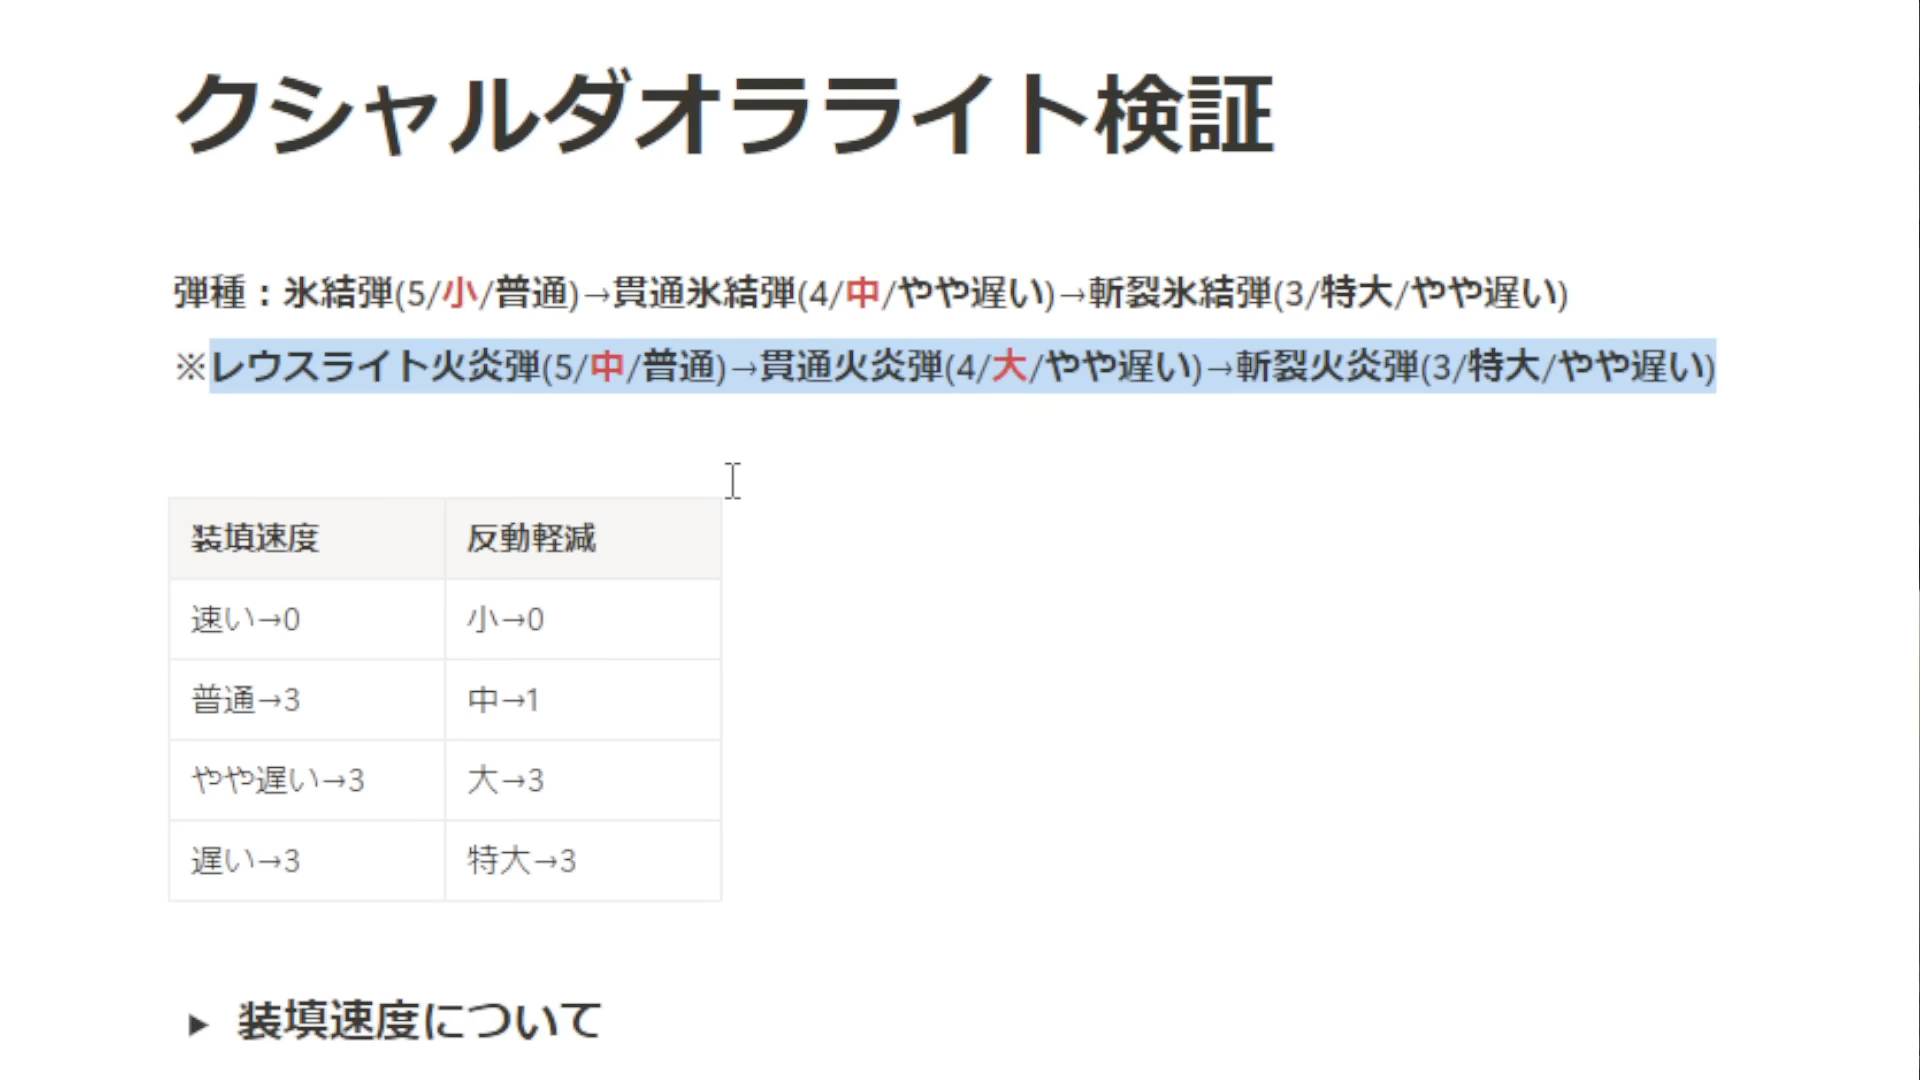 クシャルダオラライト検証
弾種：氷結弾(5/小/普通)→貫通氷結弾(4/中/やや遅い)→斬裂氷結弾(3/特大/やや遅い)
※レウスライト火炎弾(5/中/普通)→貫通火炎弾(4/大/やや遅い)→斬裂火炎弾(3/特大/やや遅い)
装填速度 反動軽減
速い→0 小→0
普通→3 中→1
やや遅い→3 大→3
遅い→3 特大→3
▶ 装填速度について